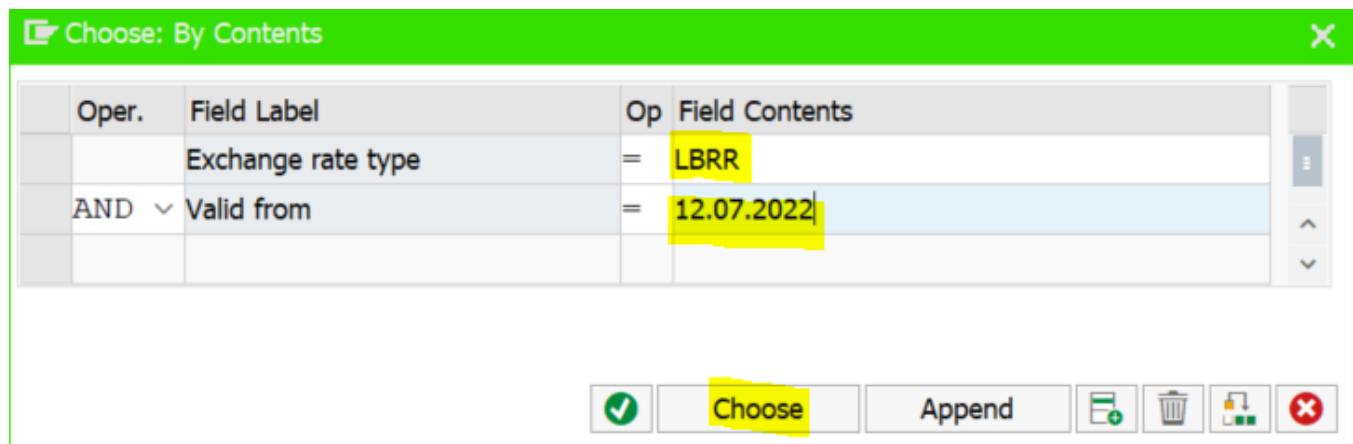 Choose: By Contents
Oper. Field Label Op Field Contents
Exchange rate type = LBRR
AND Valid from = 12.07.2022
Choose Append